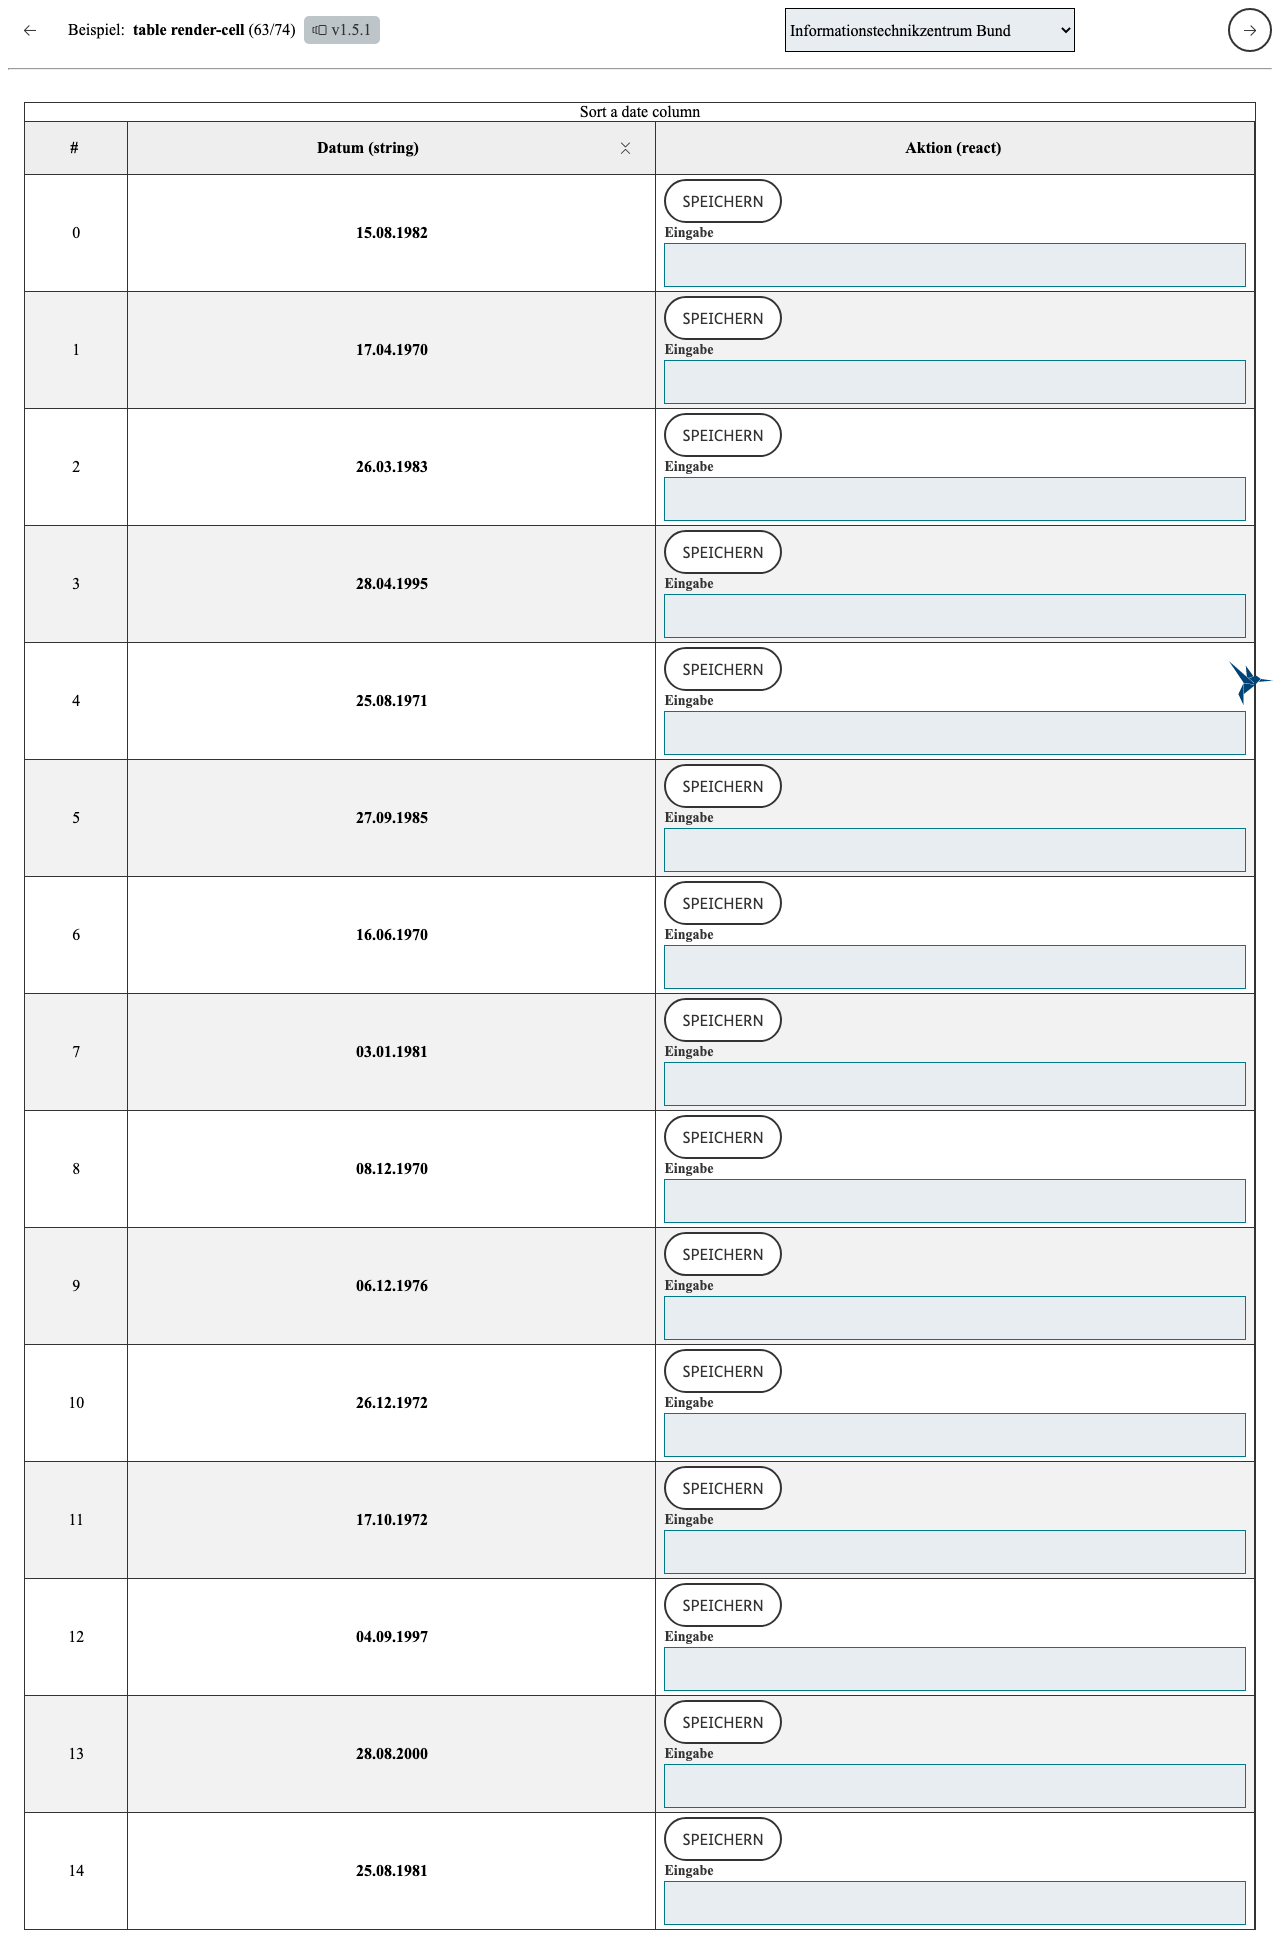 Beispiel: table render-cell (63/74) v1.5.1 Informationstechnikzentrum Bund
Sort a date column
# Datum (string) Aktion (react)
SPEICHERN
0 15.08.1982 Eingabe
SPEICHERN
1 17.04.1970 Eingabe
SPEICHERN
2 26.03.1983 Eingabe
SPEICHERN
3 28.04.1995 Eingabe
SPEICHERN
4 25.08.1971 Eingabe
SPEICHERN
5 27.09.1985 Eingabe
SPEICHERN
6 16.06.1970 Eingabe
SPEICHERN
7 03.01.1981 Eingabe
SPEICHERN
8 08.12.1970 Eingabe
SPEICHERN
9 06.12.1976 Eingabe
SPEICHERN
10 26.12.1972 Eingabe
SPEICHERN
11 17.10.1972 Eingabe
SPEICHERN
12 04.09.1997 Eingabe
SPEICHERN
13 28.08.2000 Eingabe
SPEICHERN
14 25.08.1981 Eingabe